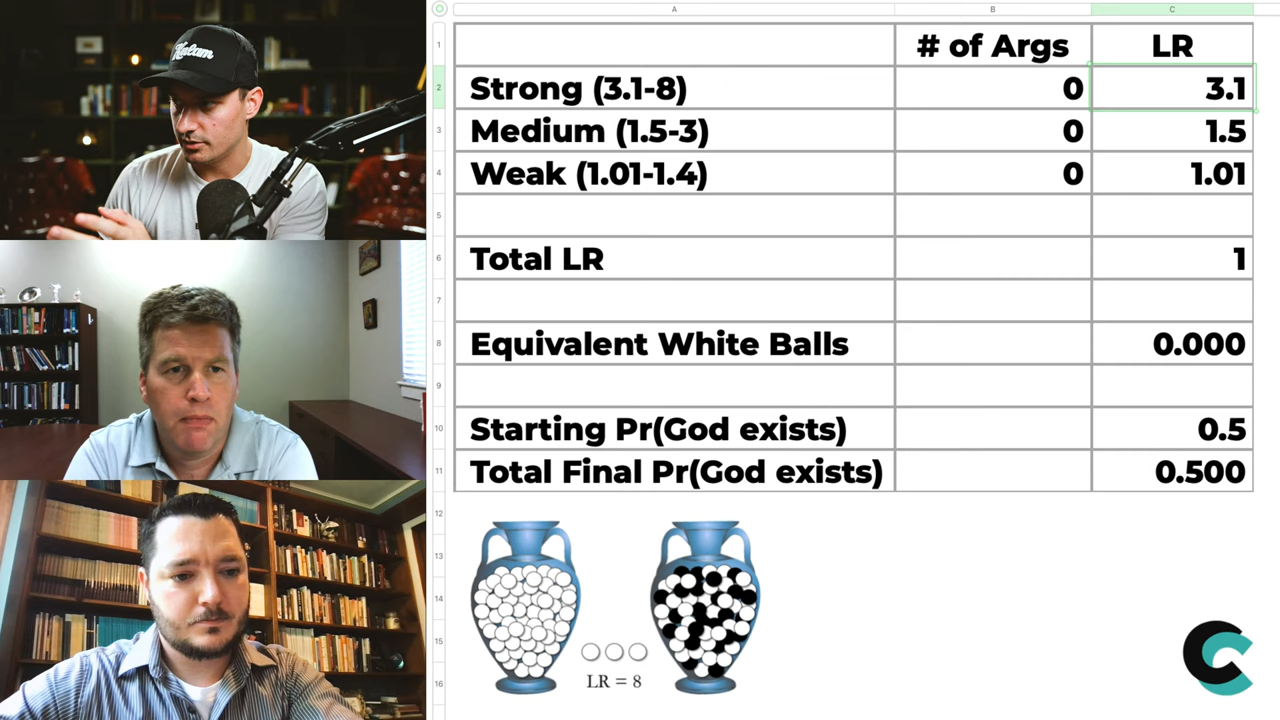 Kalam
A B C
1 # of Args LR
2 Strong (3.1-8) 0 3.1
3 Medium (1.5-3) 0 1.5
4 Weak (1.01-1.4) 0 1.01
5
6 Total LR 1
7
8 Equivalent White Balls 0.000
9
10 Starting Pr(God exists) 0.5
11 Total Final Pr(God exists) 0.500
12
13
14
15
LR = 8
16